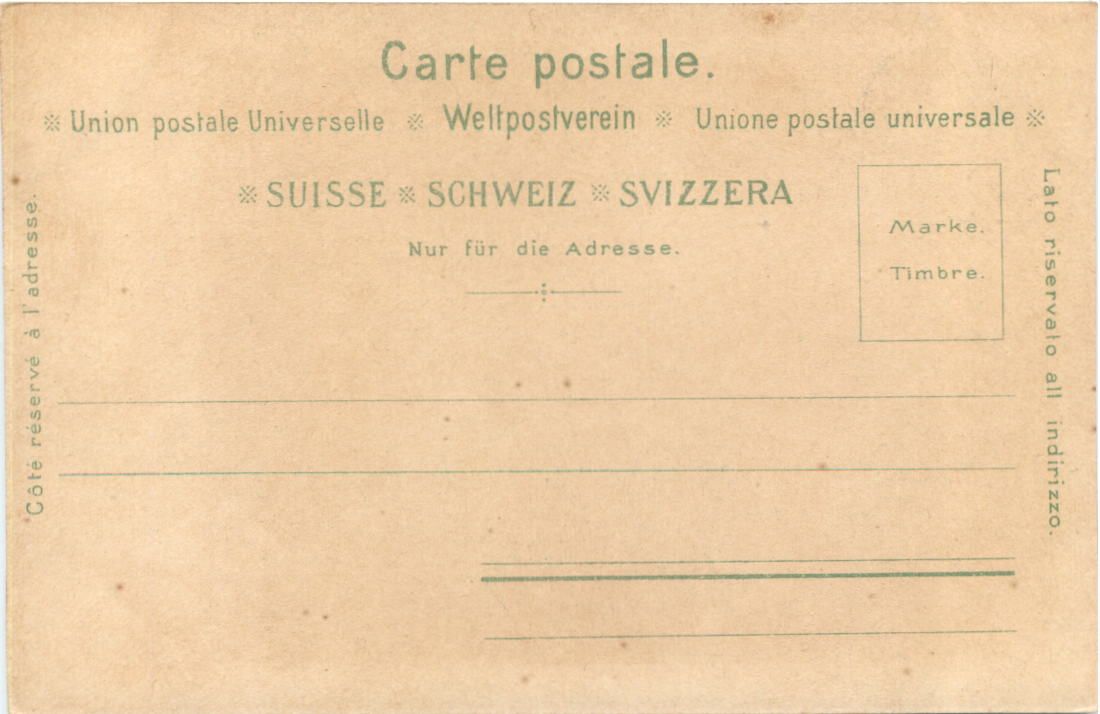 Carte postale.
※ Union postale Universelle ※ Weltpostverein ※ Unione postale universale ※
※ SUISSE ※ SCHWEIZ ※ SVIZZERA
Nur für die Adresse.
Marke.
Timbre.
Côté réservé à l'adresse.
Lato riservato all indirizzo.